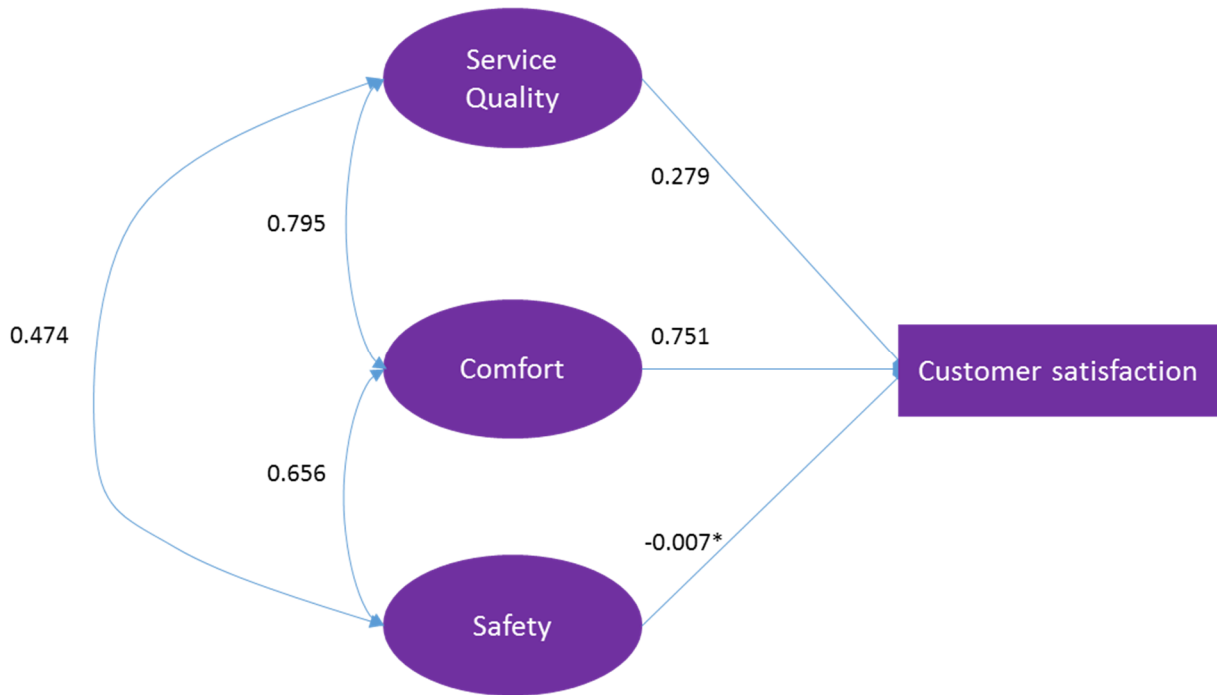 Service
Quality
0.279
0.795
0.474
0.751
Comfort
Customer satisfaction
0.656
-0.007*
Safety